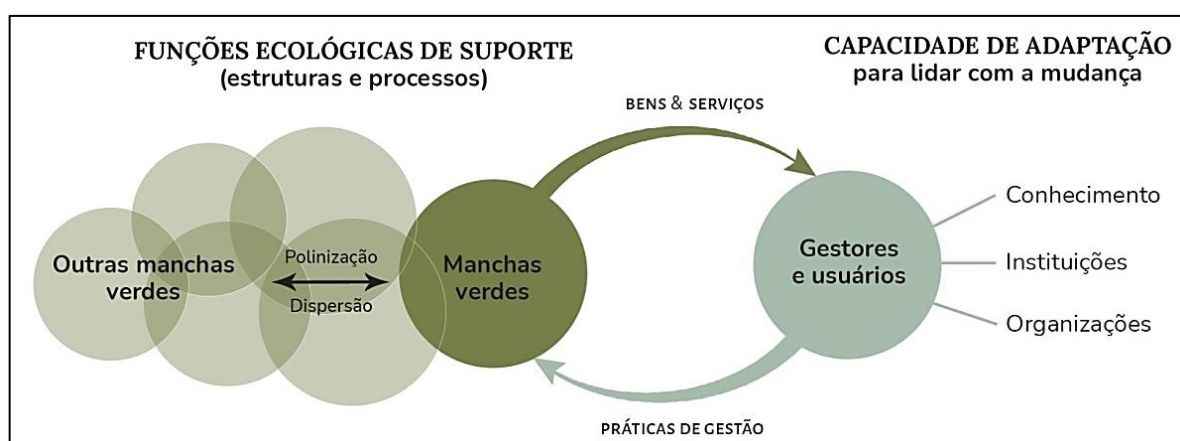 FUNÇÕES ECOLÓGICAS DE SUPORTE
(estruturas e processos)
CAPACIDADE DE ADAPTAÇÃO
para lidar com a mudança
BENS & SERVIÇOS
Outras manchas
verdes
Polinização
Dispersão
Manchas
verdes
Gestores
e usuários
Conhecimento
Instituições
Organizações
PRÁTICAS DE GESTÃO